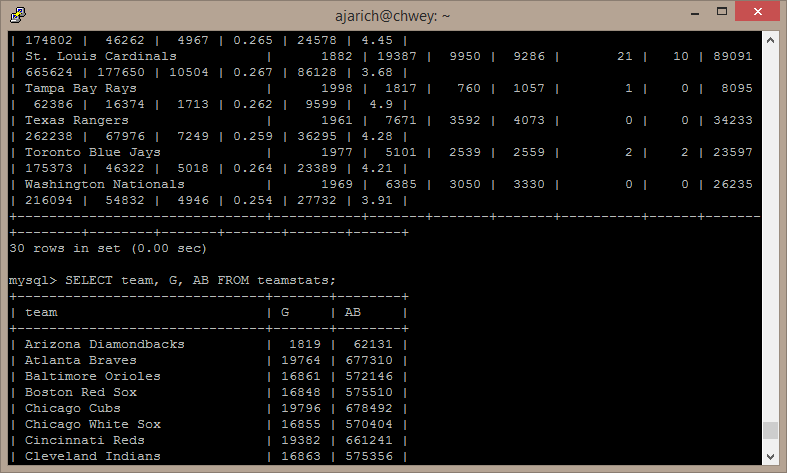 ajarich@chwey: ~
| 174802 |  46262 |  4967 | 0.265 | 24578 | 4.45 |
| St. Louis Cardinals           |      1882 | 19387 |  9950 |  9286 |       21 |   10 | 89091
| 665624 | 177650 | 10504 | 0.267 | 86128 | 3.68 |
| Tampa Bay Rays                |      1998 |  1817 |   760 |  1057 |        1 |    0 |  8095
|  62386 |  16374 |  1713 | 0.262 |  9599 |  4.9 |
| Texas Rangers                 |      1961 |  7671 |  3592 |  4073 |        0 |    0 | 34233
| 262238 |  67976 |  7249 | 0.259 | 36295 | 4.28 |
| Toronto Blue Jays             |      1977 |  5101 |  2539 |  2559 |        2 |    2 | 23597
| 175373 |  46322 |  5018 | 0.264 | 23389 | 4.21 |
| Washington Nationals          |      1969 |  6385 |  3050 |  3330 |        0 |    0 | 26235
| 216094 |  54832 |  4946 | 0.254 | 27732 | 3.91 |
+-------------------------------+-----------+-------+-------+-------+----------+------+-------
+--------+--------+-------+-------+-------+------+
30 rows in set (0.00 sec)
mysql> SELECT team, G, AB FROM teamstats;
+-------------------------------+-------+--------+
| team                          | G     | AB     |
+-------------------------------+-------+--------+
| Arizona Diamondbacks          |  1819 |  62131 |
| Atlanta Braves                | 19764 | 677310 |
| Baltimore Orioles             | 16861 | 572146 |
| Boston Red Sox                | 16848 | 575510 |
| Chicago Cubs                  | 19796 | 678492 |
| Chicago White Sox             | 16855 | 570404 |
| Cincinnati Reds               | 19382 | 661241 |
| Cleveland Indians             | 16863 | 575356 |